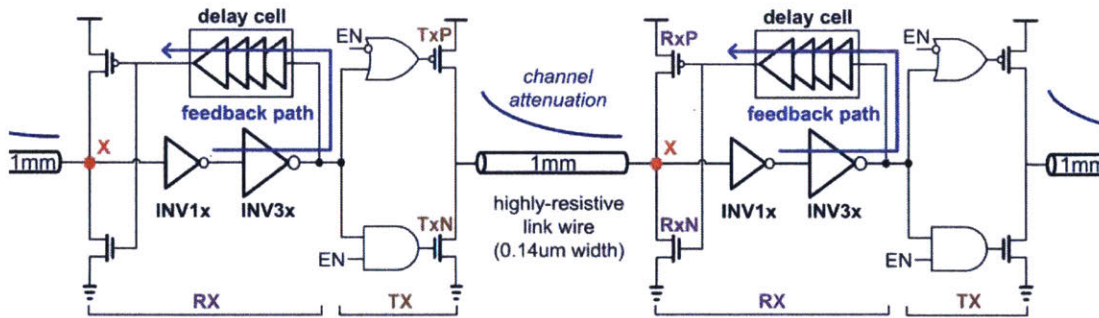 delay cell
EN
TxP
feedback path
X
1mm
INV1x
INV3x
TxN
EN
RX
TX
channel
attenuation
1mm
highly-resistive
link wire
(0.14um width)
delay cell
RxP
EN
feedback path
X
INV1x
INV3x
RxN
EN
RX
TX
1mm